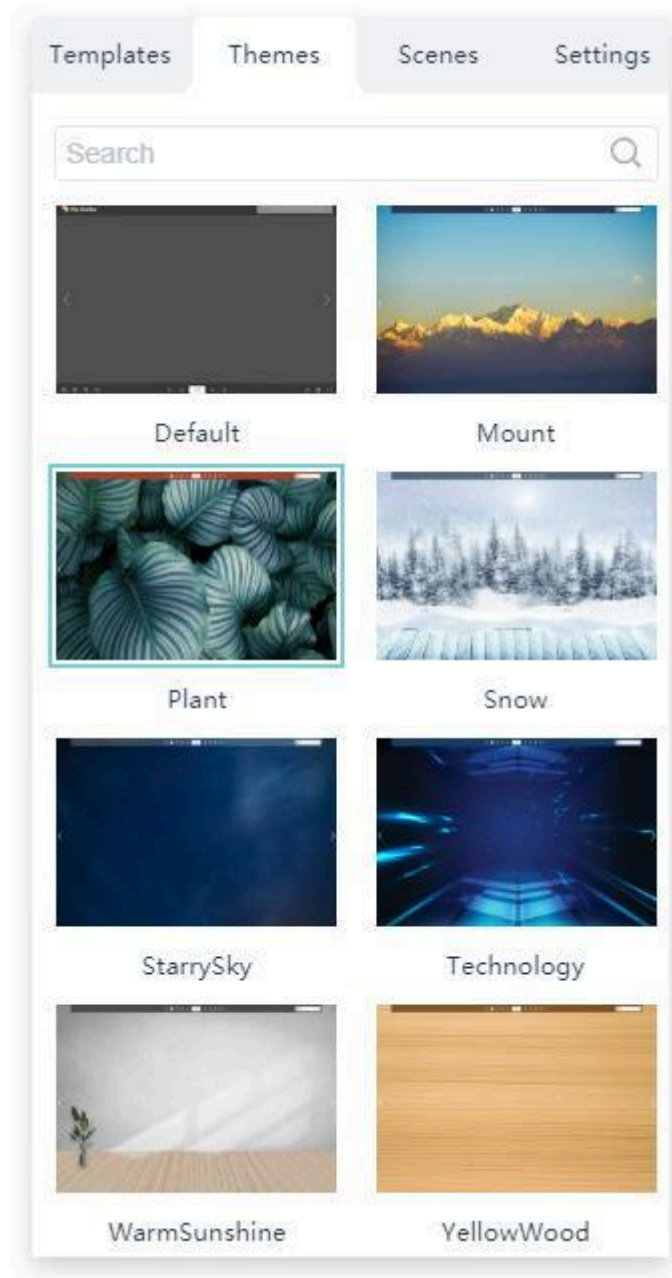 Templates Themes Scenes Settings
Search
Default Mount
Plant Snow
StarrySky Technology
WarmSunshine YellowWood